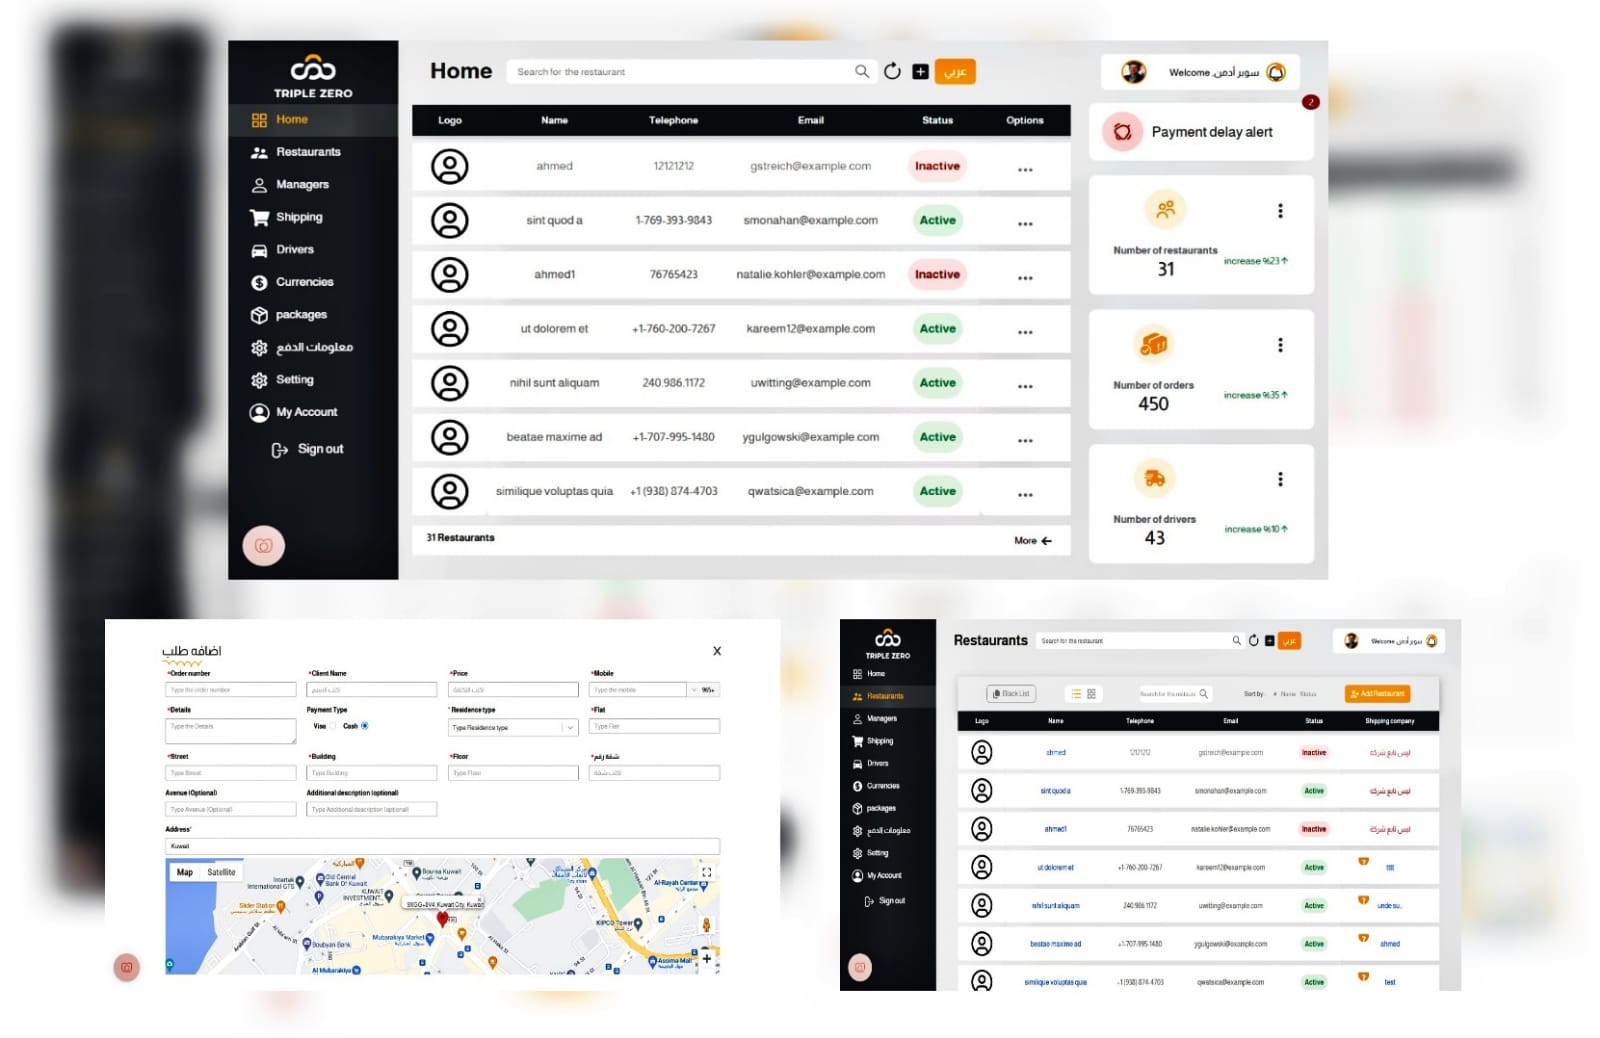 TRIPLE ZERO
Home
Restaurants
Managers
Shipping
Drivers
Currencies
packages
معلومات الدفع
Setting
My Account
Sign out
Home
Search for the restaurant
عربي
Welcome, سوبر أدمن
Logo Name Telephone Email Status Options
ahmed 12121212 gstreich@example.com Inactive ...
sint quod a 1-769-393-9843 smonahan@example.com Active ...
ahmed1 76765423 natalie.kohler@example.com Inactive ...
ut dolorem et +1-760-200-7267 kareem12@example.com Active ...
nihil sunt aliquam 240.986.1172 uwitting@example.com Active ...
beatae maxime ad +1-707-995-1480 ygulgowski@example.com Active ...
similique voluptas quia +1 (938) 874-4703 qwatsica@example.com Active ...
31 Restaurants
More
2
Payment delay alert
Number of restaurants
31
increase %23
Number of orders
450
increase %35
Number of drivers
43
increase %10
اضافه طلب
X
*Order number *Client Name *Price *Mobile
Type the order number
Type the mobile
965+
*Details Payment Type *Residence type *Flat
Type the Details Visa Cash Type Residence type Type Flat
*Street *Building *Floor *شقة رقم
Type Street Type Building Type Floor اكتب شقة
Avenue (Optional) Additional description (optional)
Type Avenue (Optional) Type Additional description (optional)
Address*
Kuwait
Map Satellite
المباركية
Old Central Bank Of Kuwait
Boursa Kuwait
Intertak International GTS
KUWAIT INVESTMENT
Al-Rayah Center
Slider Station
9XGG+8V4, Kuwait City, Kuwait
KIPCO Tower
Mubarakiya Market
Boubyan Bank
Assima Mall
Al Mubarakiya
TRIPLE ZERO
Home
Restaurants
Managers
Shipping
Drivers
Currencies
packages
معلومات الدفع
Setting
My Account
Sign out
Restaurants
Search for the restaurant
عربي
Welcome, سوبر أدمن
Black List
Search for the restaurant
Sort by: # Name Status
Add Restaurant
Logo Name Telephone Email Status Shipping company
ahmed 12121212 gstreich@example.com Inactive ليس تابع شركة
sint quod a 1-769-393-9843 smonahan@example.com Active ليس تابع شركة
ahmed1 76765423 natalie.kohler@example.com Inactive ليس تابع شركة
ut dolorem et +1-760-200-7267 kareem12@example.com Active
nihil sunt aliquam 240.986.1172 uwitting@example.com Active unde su..
beatae maxime ad +1-707-995-1480 ygulgowski@example.com Active ahmed
similique voluptas quia +1 (938) 874-4703 qwatsica@example.com Active test